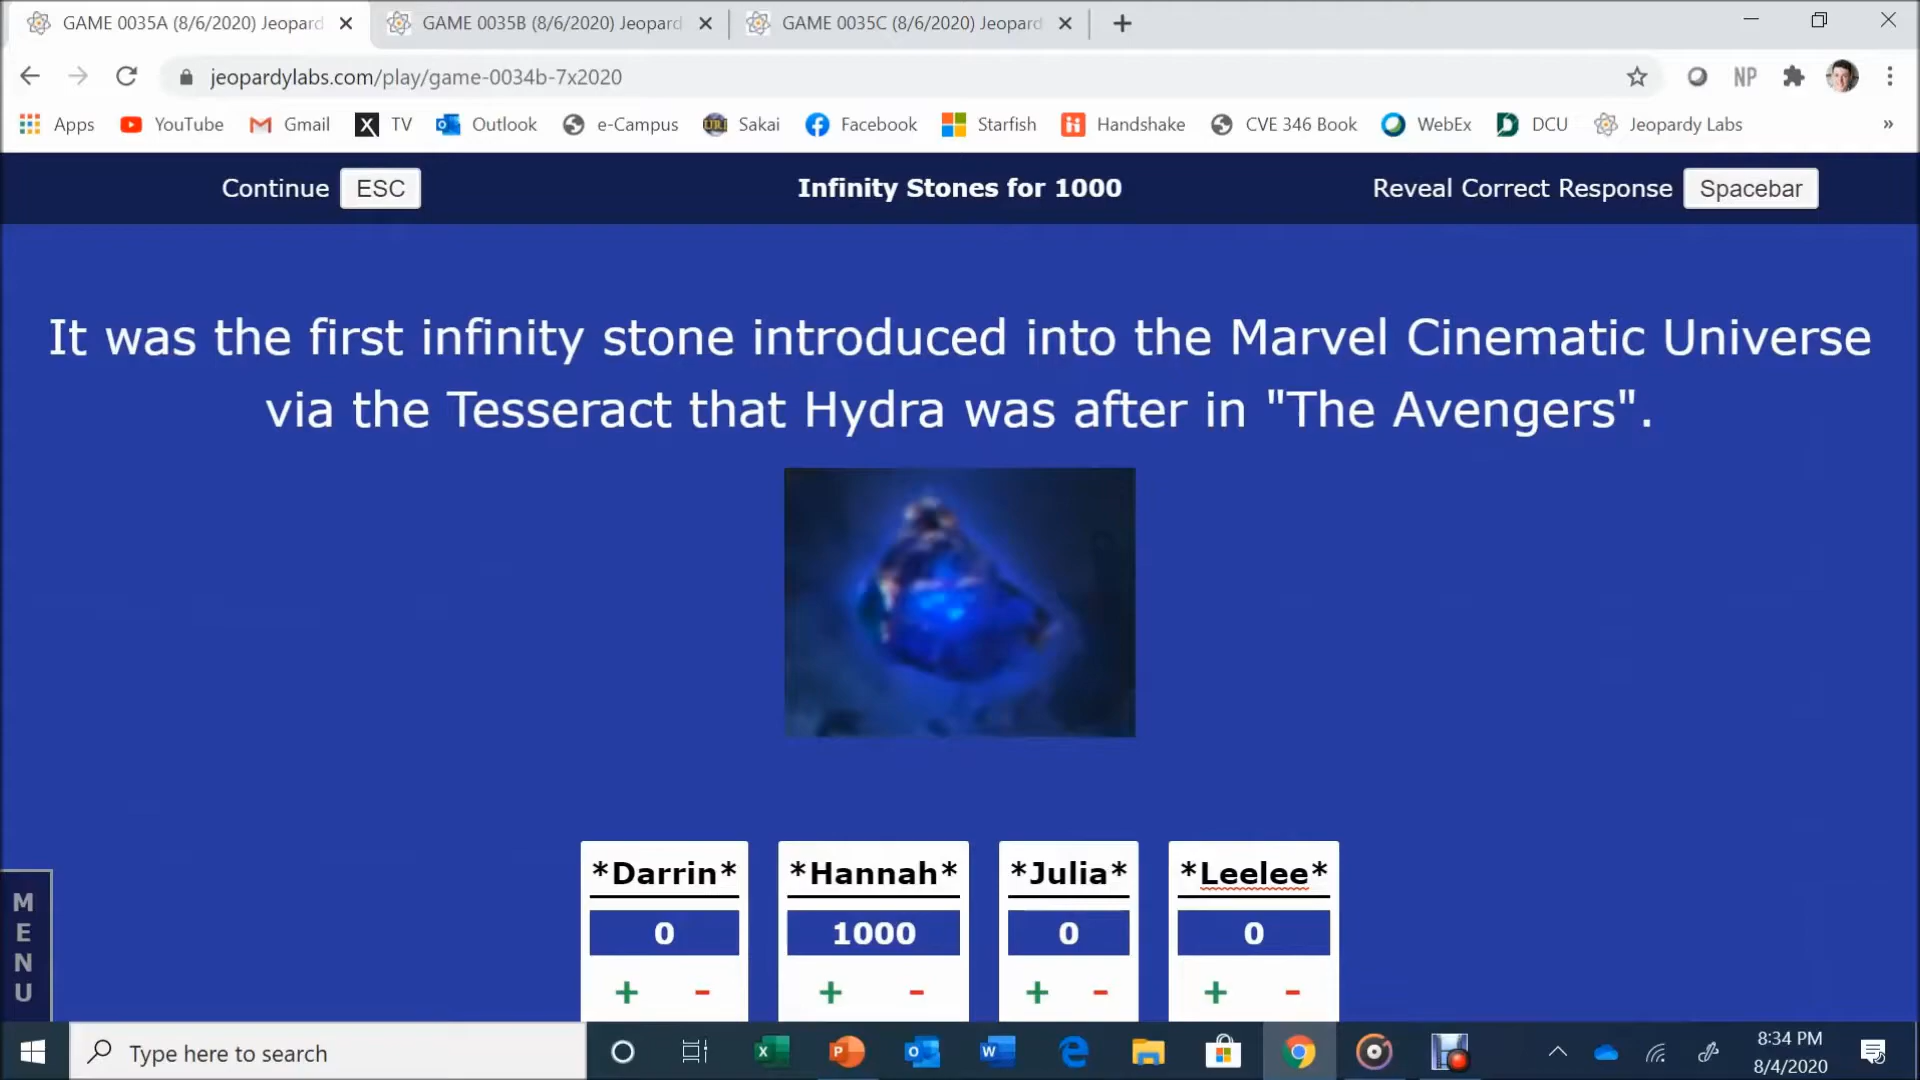 GAME 0035A (8/6/2020) Jeopard
GAME 0035B (8/6/2020) Jeopard
GAME 0035C (8/6/2020) Jeopard
jeopardylabs.com/play/game-0034b-7x2020
NP
Apps YouTube Gmail TV Outlook e-Campus Sakai Facebook Starfish Handshake CVE 346 Book WebEx DCU Jeopardy Labs »
Continue ESC
Infinity Stones for 1000
Reveal Correct Response Spacebar
It was the first infinity stone introduced into the Marvel Cinematic Universe
via the Tesseract that Hydra was after in "The Avengers".
*Darrin* *Hannah* *Julia* *Leelee*
0 1000 0 0
+ - + - + - + -
MENU
Type here to search
8:34 PM
8/4/2020